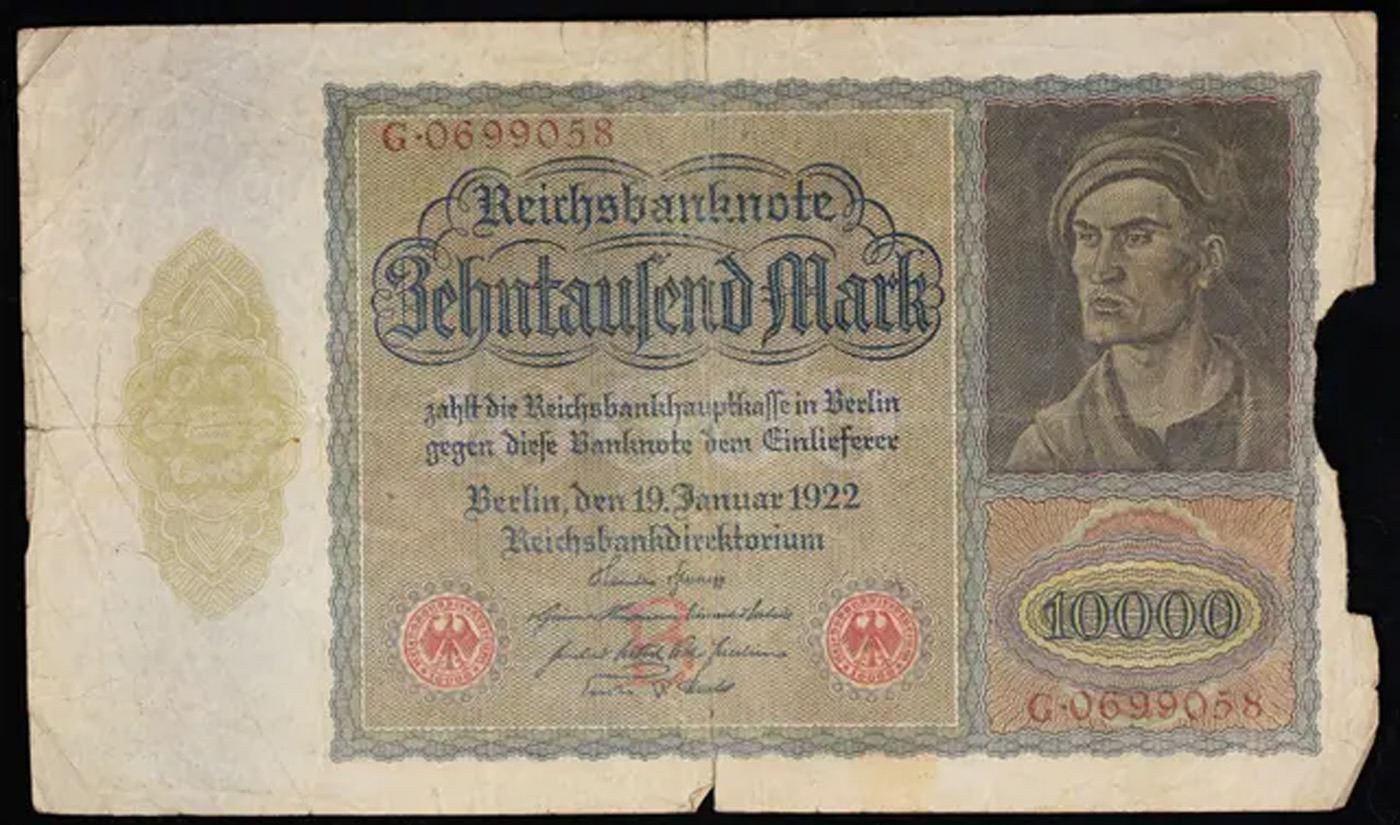 G·0699058
Reichsbanknote
Zehntausend Mark
zahlt die Reichsbankhauptkasse in Berlin
gegen diese Banknote dem Einlieferer
Berlin, den 19. Januar 1922
Reichsbankdirektorium
B
10000
G·0699058